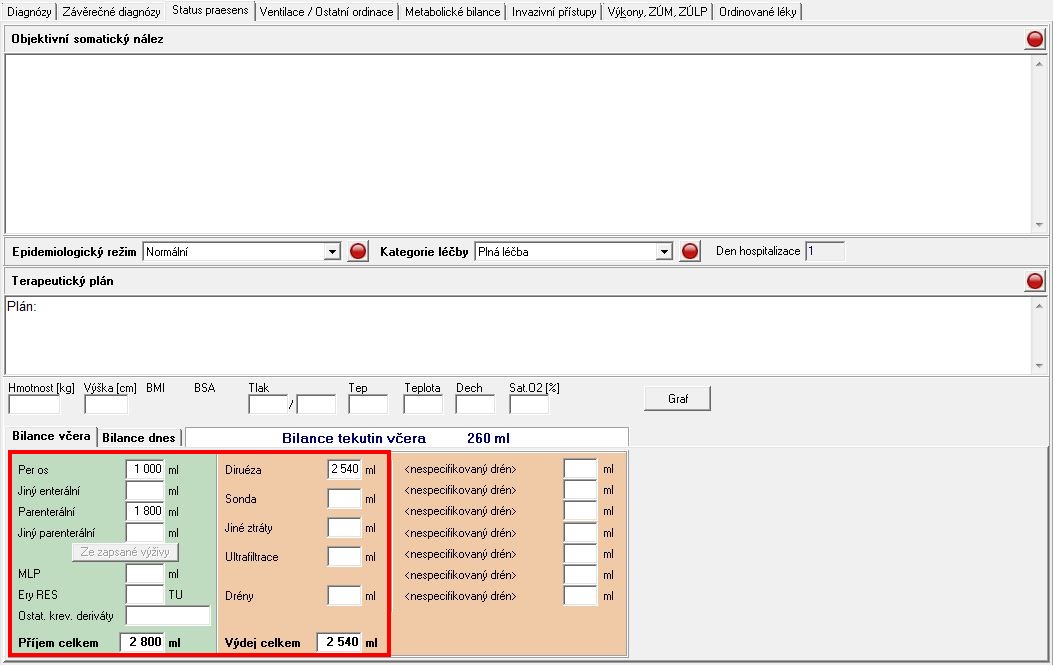 Diagnózy Závěrečné diagnózy Status praesens Ventilace / Ostatní ordinace Metabolické bilance Invazivní přístupy Výkony, ZÚM, ZÚLP Ordinované léky
Objektivní somatický nález
Epidemiologický režim Normální Kategorie léčby Plná léčba Den hospitalizace 1
Terapeutický plán
Plán:
Hmotnost [kg] Výška [cm] BMI BSA Tlak Tep Teplota Dech Sat.O2 [%]
/ Graf
Bilance včera Bilance dnes Bilance tekutin včera 260 ml
Per os 1 000 ml Diruéza 2 540 ml <nespecifikovaný drén> ml
Jiný enterální ml Sonda ml <nespecifikovaný drén> ml
Parenterální 1 800 ml Jiné ztráty ml <nespecifikovaný drén> ml
Jiný parenterální ml <nespecifikovaný drén> ml
Ze zapsané výživy Ultrafiltrace ml <nespecifikovaný drén> ml
MLP ml <nespecifikovaný drén> ml
Ery RES TU Drény ml <nespecifikovaný drén> ml
Ostat. krev. deriváty
Příjem celkem 2 800 ml Výdej celkem 2 540 ml